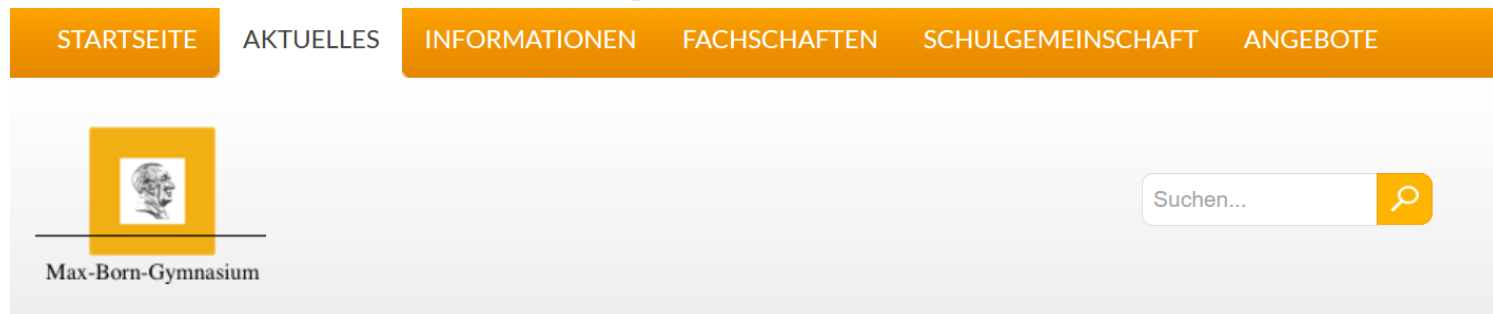 STARTSEITE AKTUELLES INFORMATIONEN FACHSCHAFTEN SCHULGEMEINSCHAFT ANGEBOTE
Suchen...
Max-Born-Gymnasium